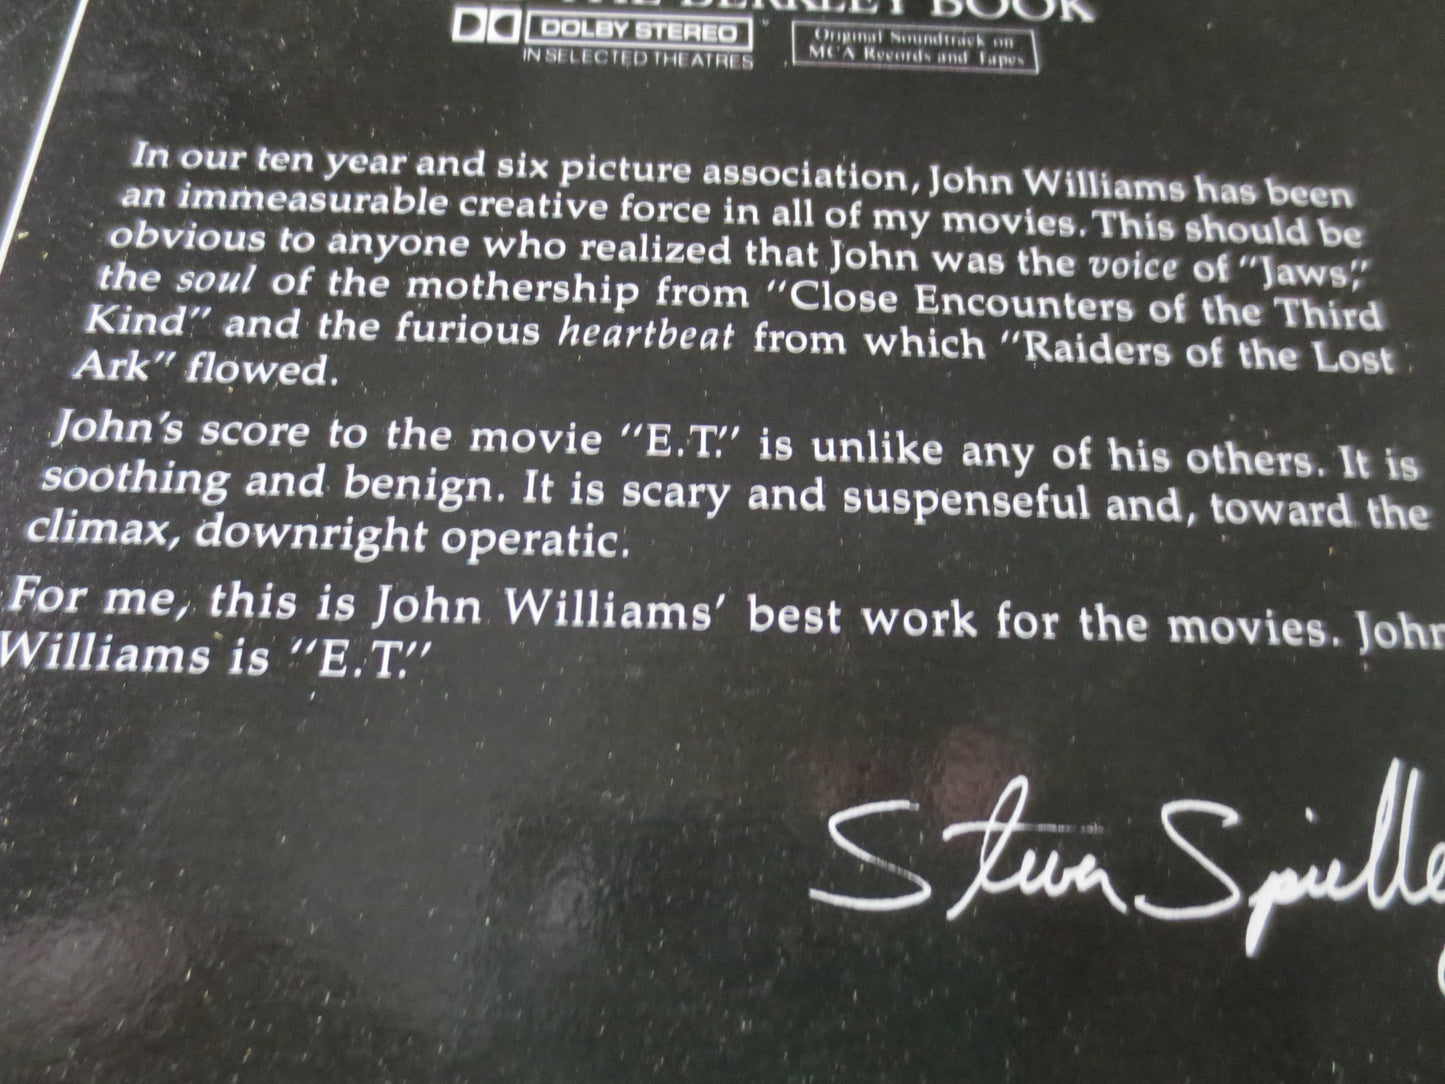 BERKLEY BOOK
DOLBY STEREO
IN SELECTED THEATRES
Original Soundtrack on
MCA Records and Tapes
In our ten year and six picture association, John Williams has been
an immeasurable creative force in all of my movies. This should be
obvious to anyone who realized that John was the voice of "Jaws,"
the soul of the mothership from "Close Encounters of the Third
Kind" and the furious heartbeat from which "Raiders of the Lost
Ark" flowed.
John's score to the movie "E.T." is unlike any of his others. It is
soothing and benign. It is scary and suspenseful and, toward the
climax, downright operatic.
For me, this is John Williams' best work for the movies. John
Williams is "E.T."
Steven Spielbe